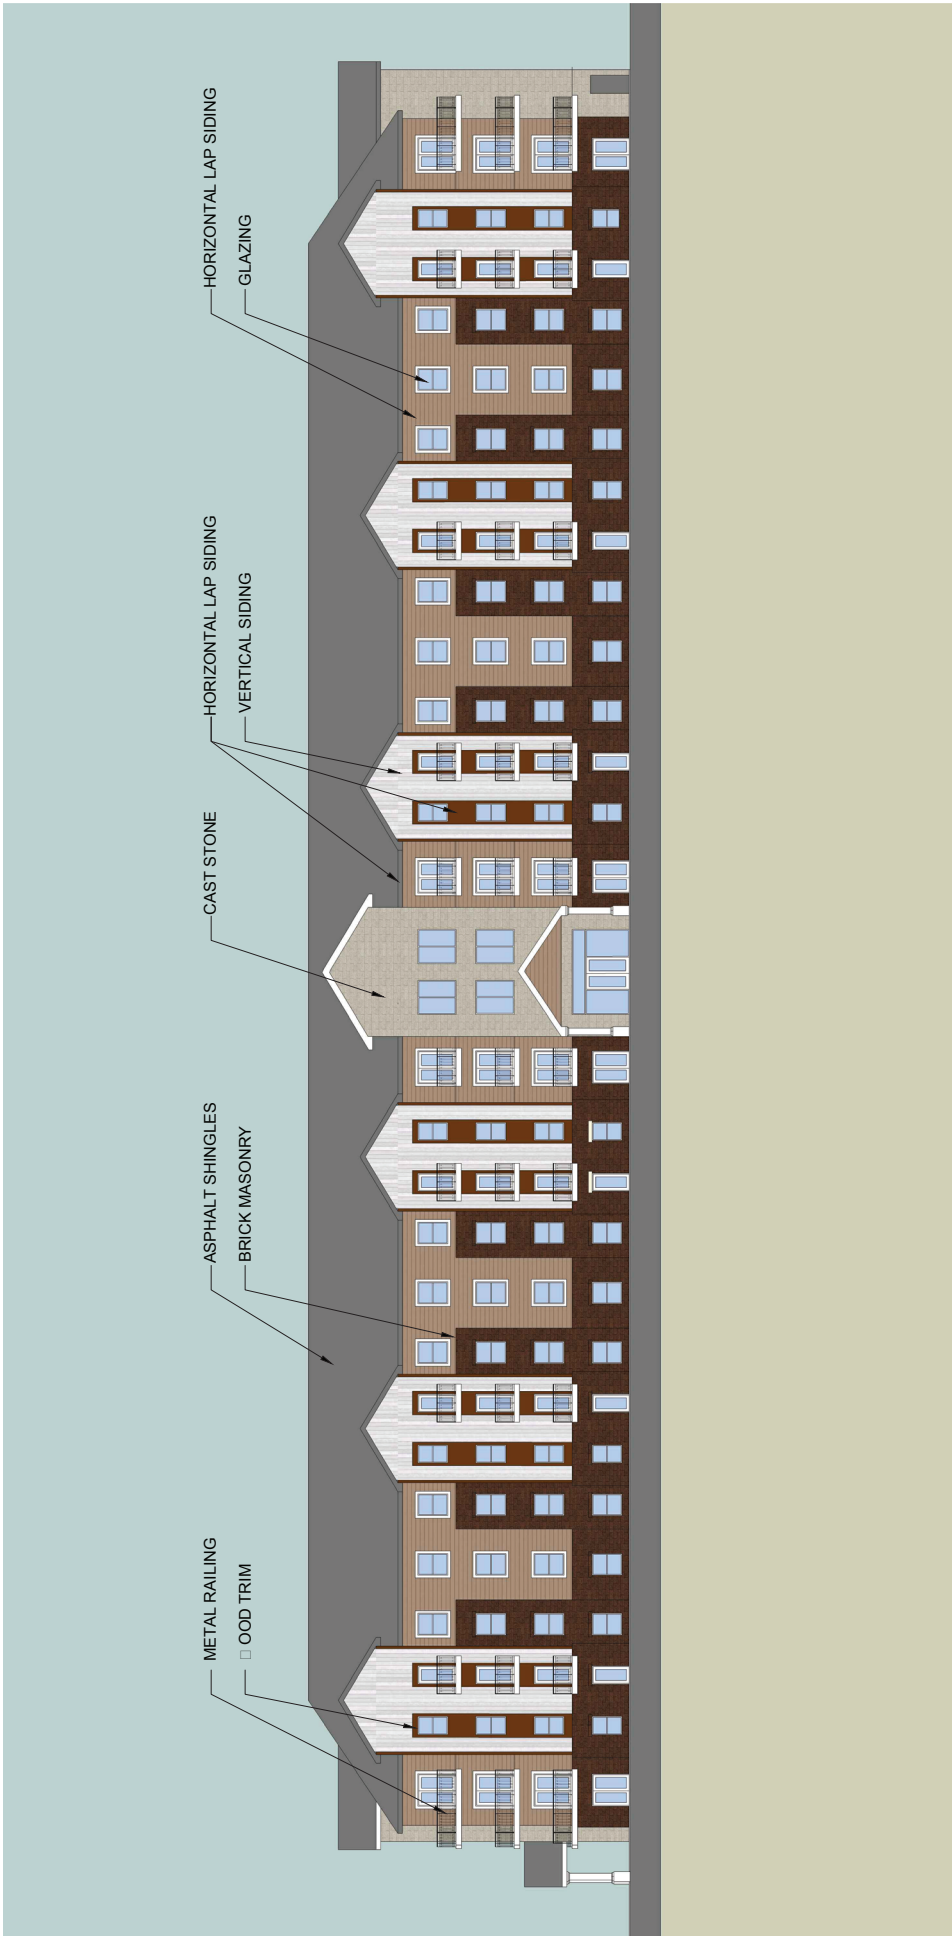 METAL RAILING
□ OOD TRIM
ASPHALT SHINGLES
BRICK MASONRY
CAST STONE
HORIZONTAL LAP SIDING
VERTICAL SIDING
HORIZONTAL LAP SIDING
GLAZING